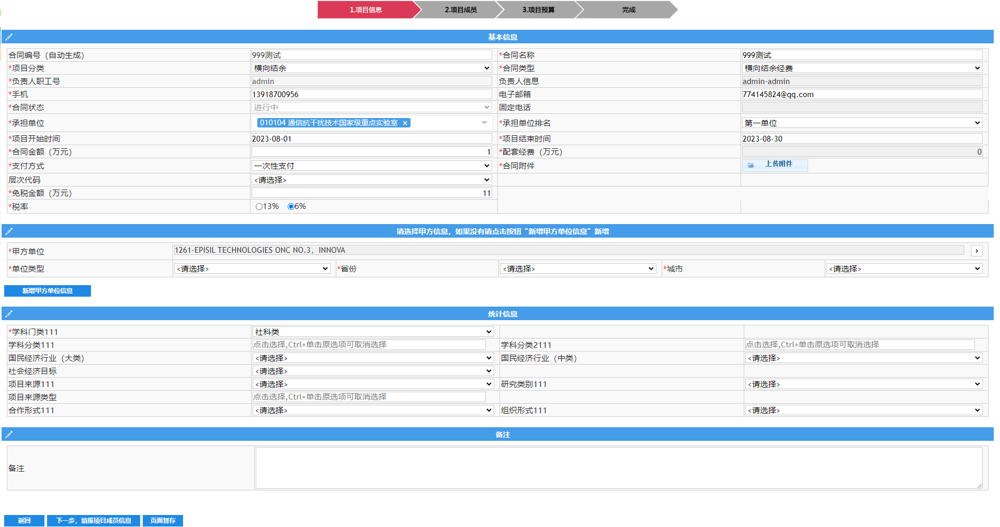 1.项目信息 2.项目成员 3.项目预算 完成
基本信息
合同编号（自动生成） 999测试 *合同名称 999测试
*项目分类 横向结余 *合同类型 横向结余经费
*负责人职工号 admin 负责人信息 admin-admin
*手机 13918700956 电子邮箱 774145824@qq.com
*合同状态 进行中 固定电话
*承担单位 010104 通信抗干扰技术国家级重点实验室 × *承担单位排名 第一单位
*项目开始时间 2023-08-01 *项目结束时间 2023-08-30
*合同金额（万元） 1 *配套经费（万元） 0
*支付方式 一次性支付 *合同附件 上传附件
层次代码 <请选择>
*免税金额（万元） 11
*税率 13% 6%
请选择甲方信息，如果没有请点击按钮“新增甲方单位信息”新增
*甲方单位 1261-EPISIL TECHNOLOGIES ONC NO.3，INNOVA
*单位类型 <请选择> *省份 <请选择> *城市 <请选择>
新增甲方单位信息
统计信息
*学科门类111 社科类
学科分类111 点击选择,Ctrl+单击原选项可取消选择 学科分类2111 点击选择,Ctrl+单击原选项可取消选择
国民经济行业（大类） <请选择> 国民经济行业（中类） <请选择>
社会经济目标 <请选择>
项目来源111 <请选择> 研究类别111 <请选择>
项目来源类型 点击选择,Ctrl+单击原选项可取消选择
合作形式111 <请选择> 组织形式111 <请选择>
备注
备注
返回 下一步，填报项目成员信息 页面暂存